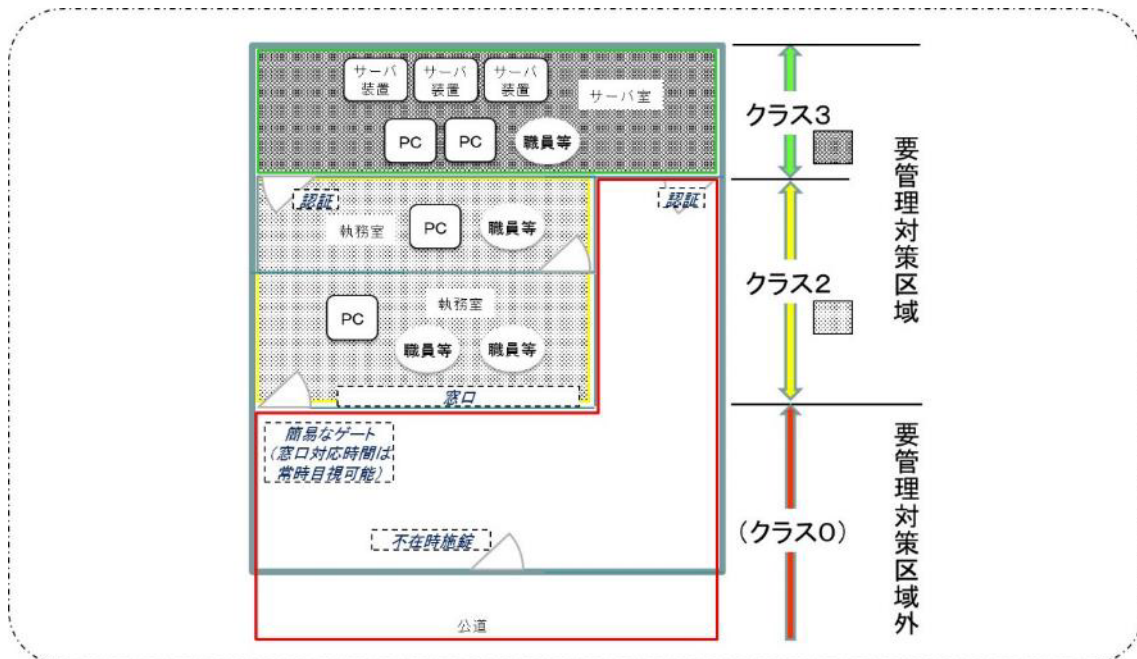 サーバ
装置
サーバ
装置
サーバ
装置
サーバ室
PC
PC
職員等
認証
認証
執務室
PC
職員等
執務室
PC
職員等
職員等
窓口
簡易なゲート
(窓口対応時間は
常時目視可能)
不在時施錠
公道
クラス3
クラス2
(クラス0)
要管理対策区域
要管理対策区域外